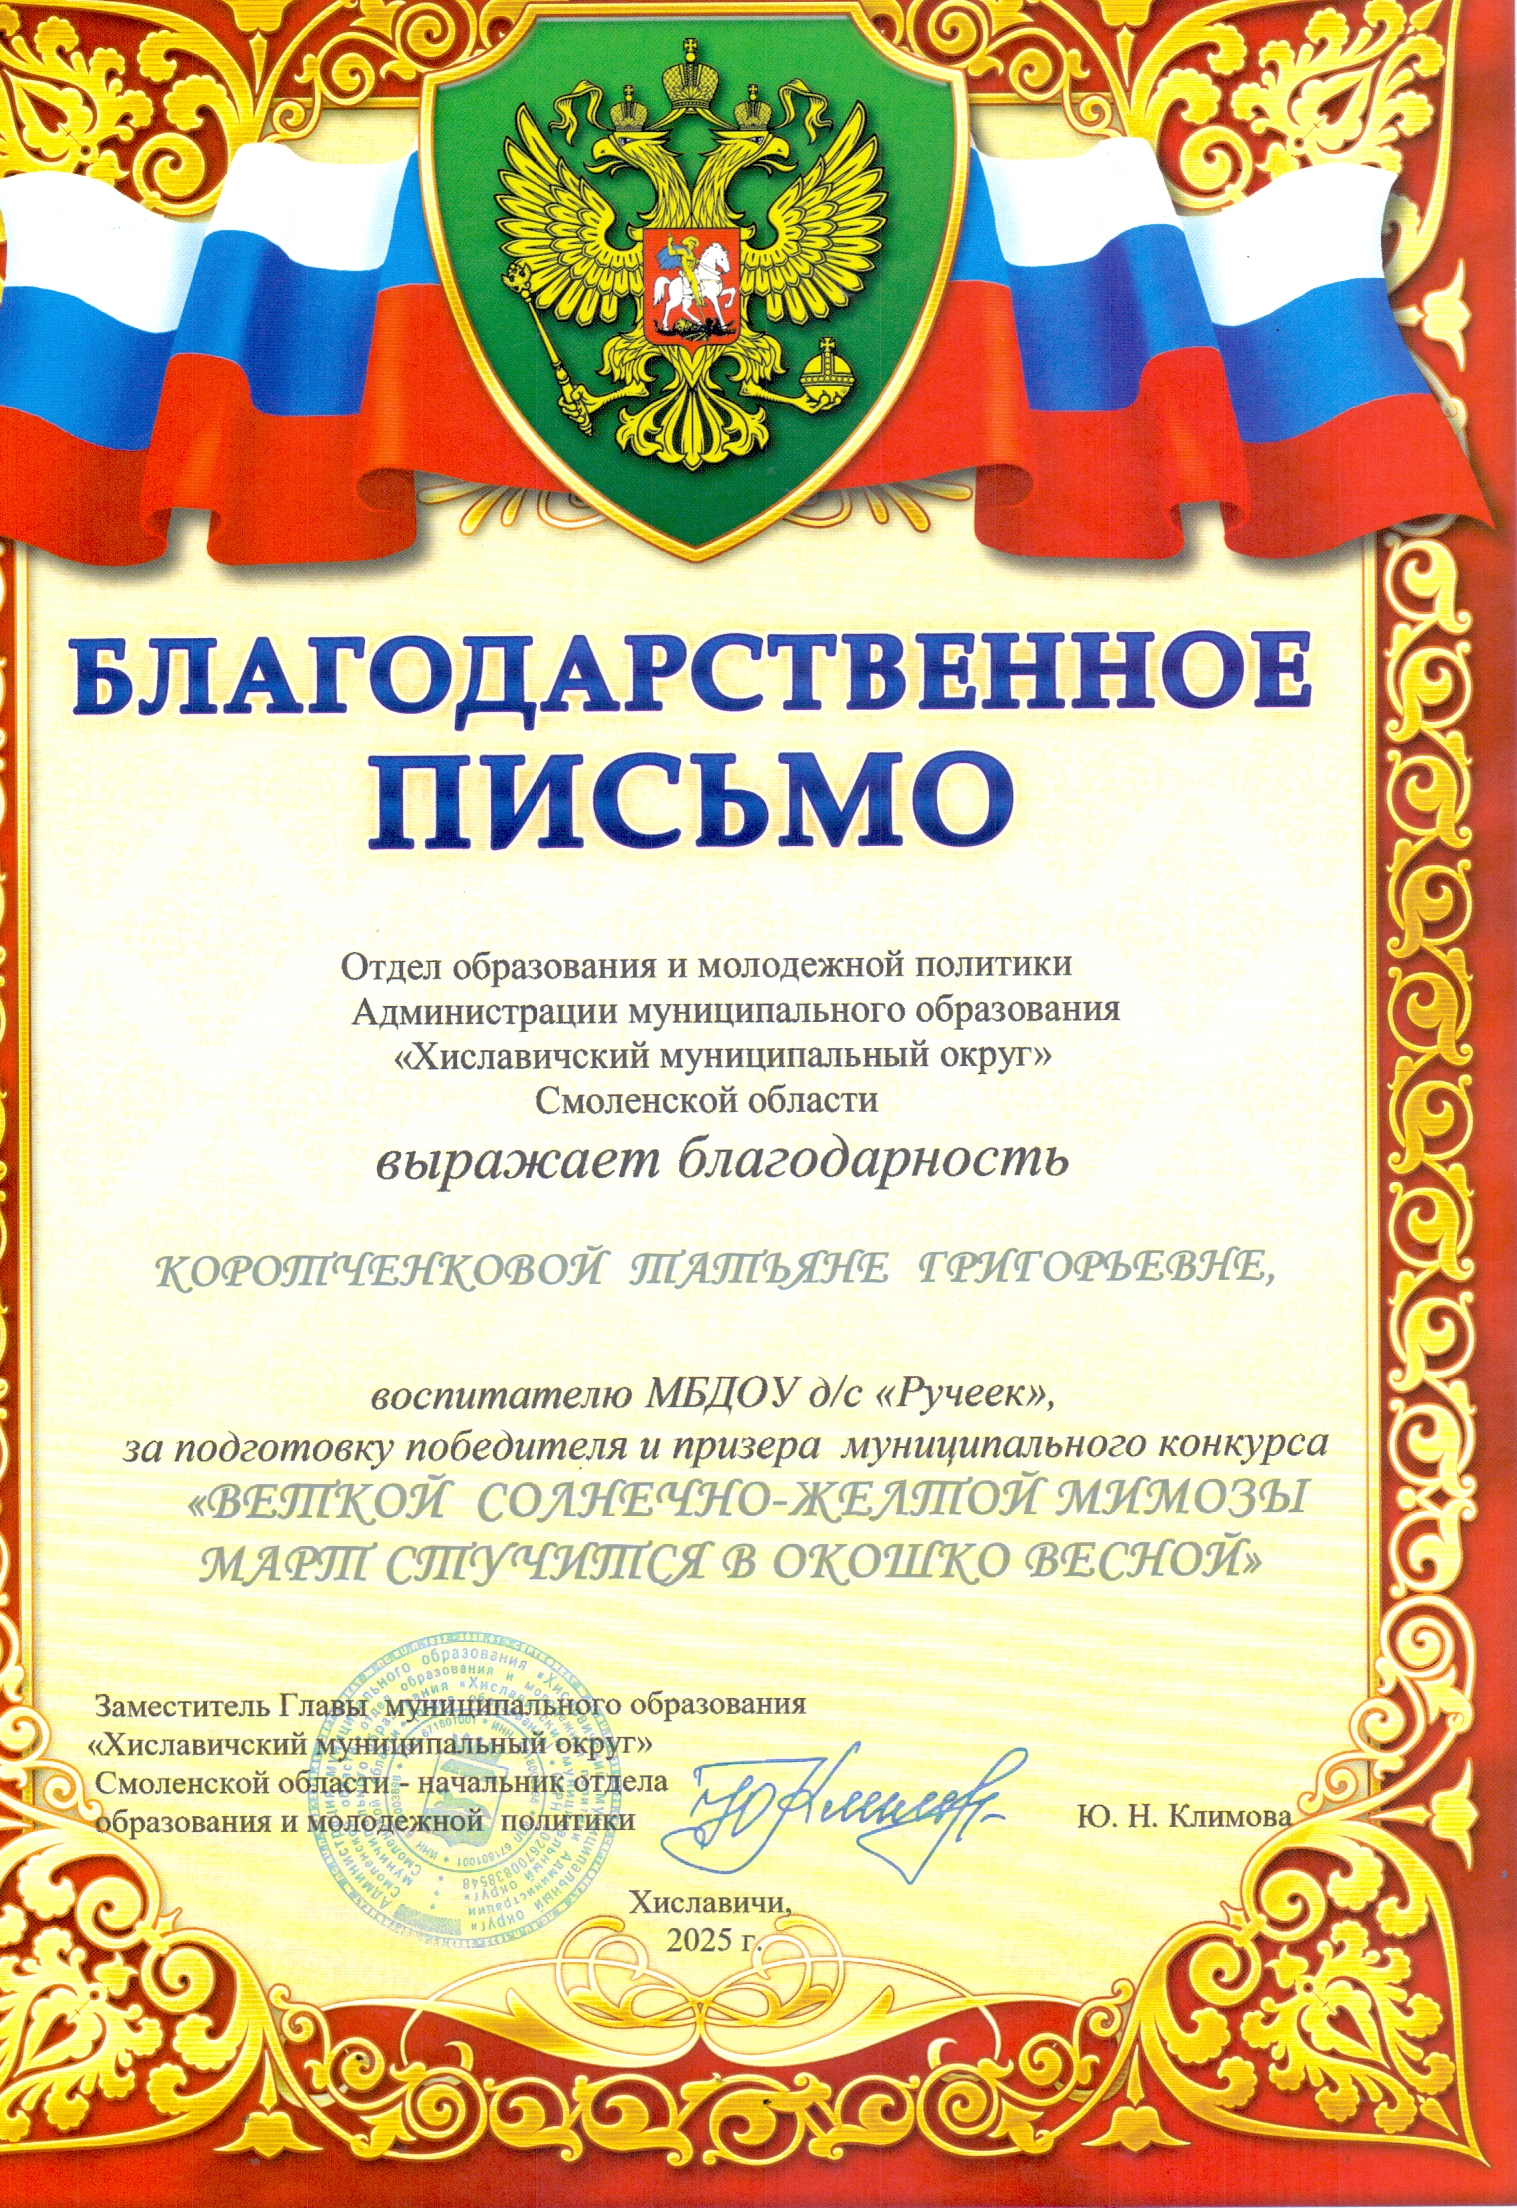 БЛАГОДАРСТВЕННОЕ
ПИСЬМО
Отдел образования и молодежной политики
Администрации муниципального образования
«Хиславичский муниципальный округ»
Смоленской области
выражает благодарность
КОРОТЧЕНКОВОЙ ТАТЬЯНЕ ГРИГОРЬЕВНЕ,
воспитателю МБДОУ д/с «Ручеек»,
за подготовку победителя и призера муниципального конкурса
«ВЕТКОЙ СОЛНЕЧНО-ЖЕЛТОЙ МИМОЗЫ
МАРТ СТУЧИТСЯ В ОКОШКО ВЕСНОЙ»
Заместитель Главы муниципального образования
«Хиславичский муниципальный округ»
Смоленской области - начальник отдела
образования и молодежной политики
Ю. Н. Климова
Хиславичи,
2025 г.